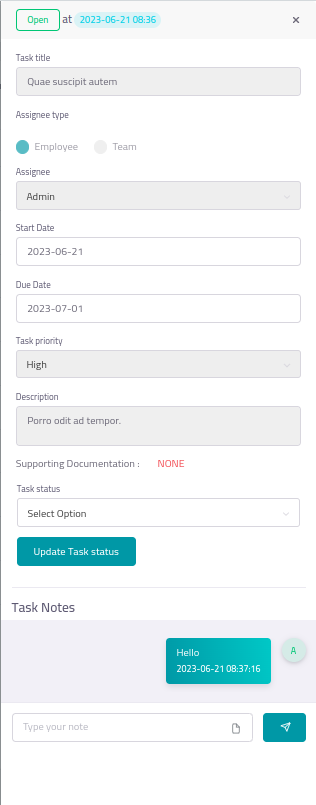 Open at 2023-06-21 08:36 ×
Task title
Quae suscipit autem
Assignee type
Employee Team
Assignee
Admin
Start Date
2023-06-21
Due Date
2023-07-01
Task priority
High
Description
Porro odit ad tempor.
Supporting Documentation : NONE
Task status
Select Option
Update Task status
Task Notes
Hello
2023-06-21 08:37:16
A
Type your note